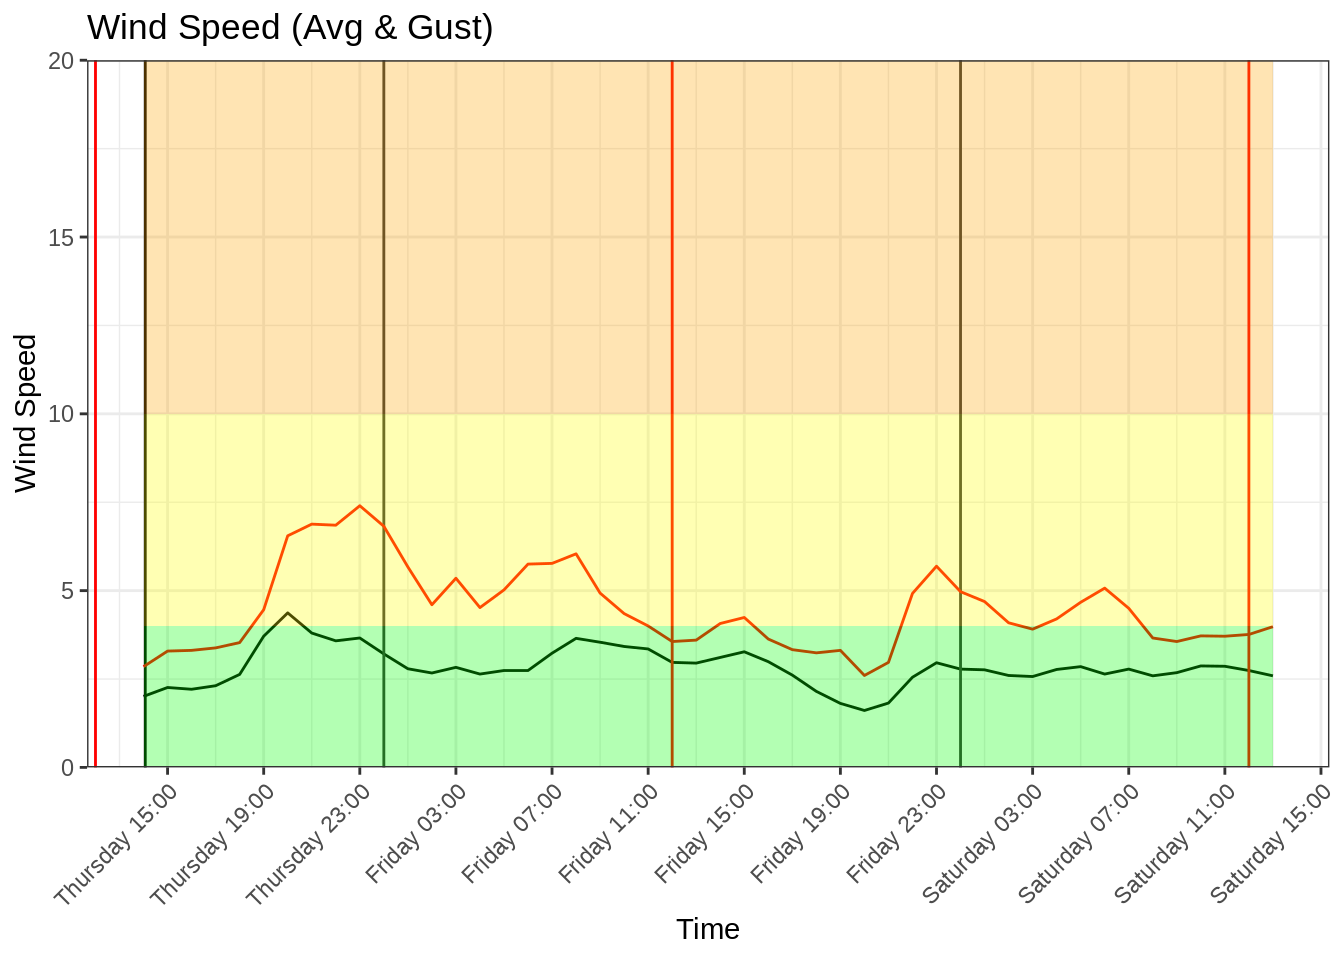 Wind Speed (Avg & Gust)
Wind Speed
20
15
10
5
0
Thursday 15:00
Thursday 19:00
Thursday 23:00
Friday 03:00
Friday 07:00
Friday 11:00
Friday 15:00
Friday 19:00
Friday 23:00
Saturday 03:00
Saturday 07:00
Saturday 11:00
Saturday 15:00
Time